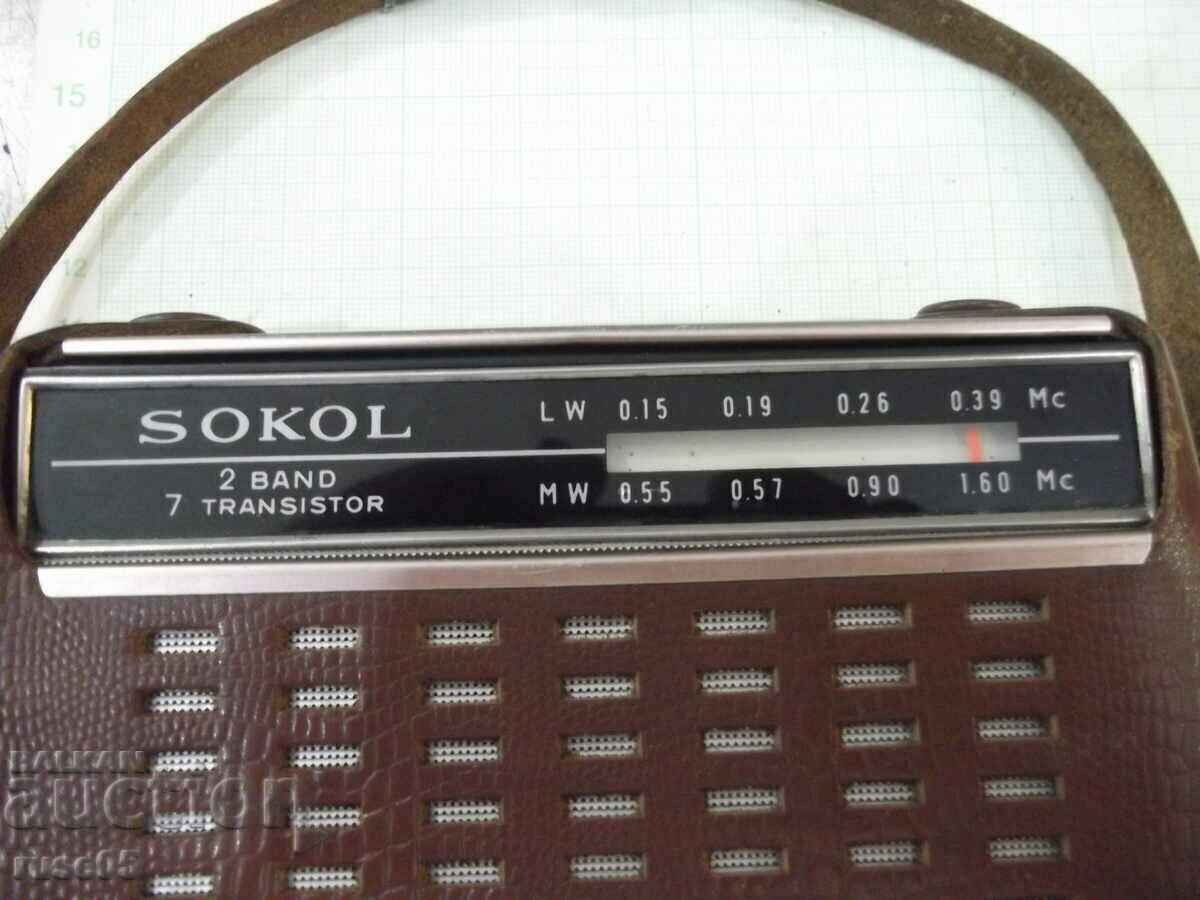 16
15
12
SOKOL
2 BAND
7 TRANSISTOR
LW 0.15 0.19 0.26 0.39 Mc
MW 0.55 0.57 0.90 1.60 Mc
BALKAN
auction
rusc05